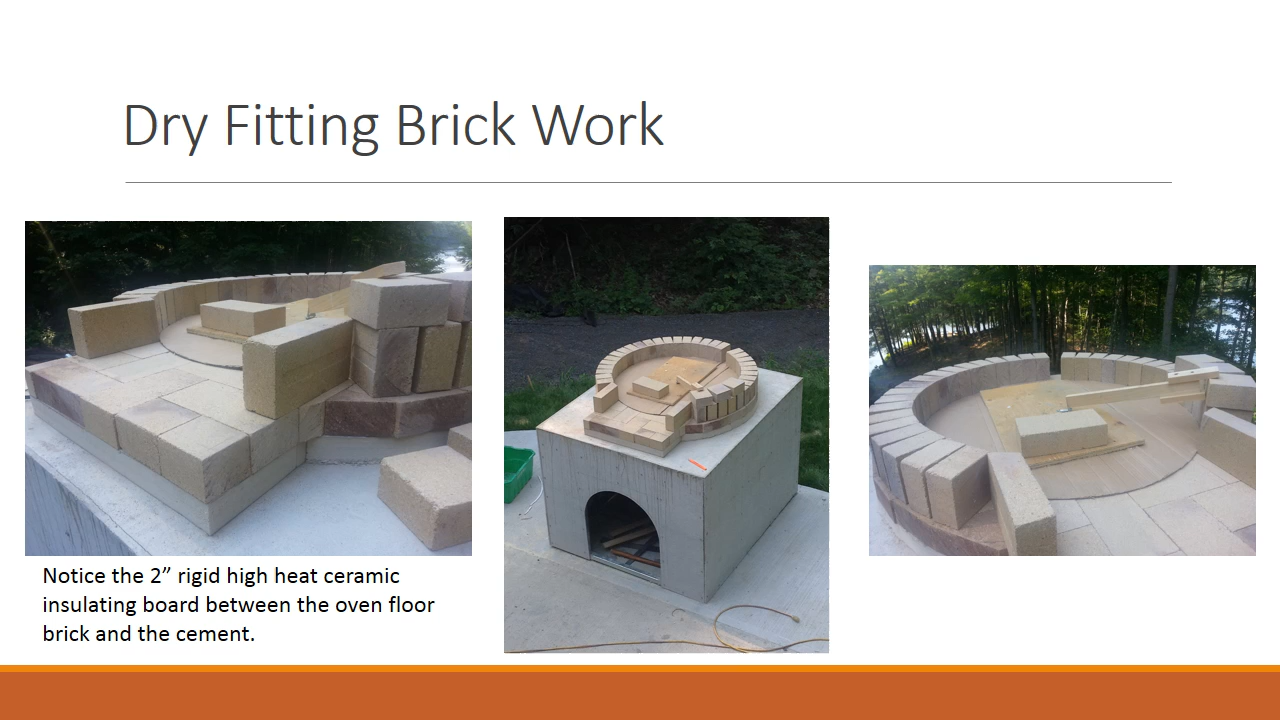 Dry Fitting Brick Work
Notice the 2” rigid high heat ceramic
insulating board between the oven floor
brick and the cement.